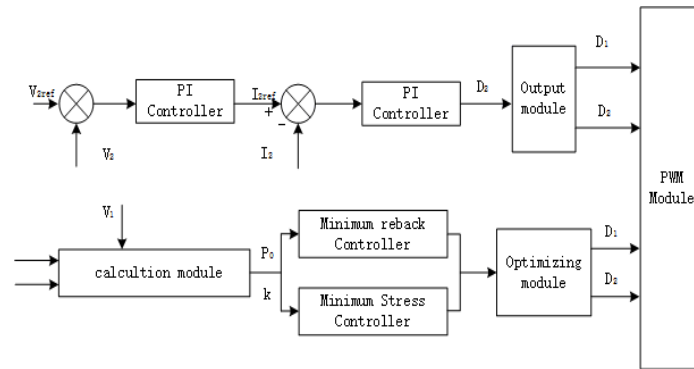 V2ref
PI
Controller
I2ref
+
−
PI
Controller
D2
Output
module
D1
D2
V2
I2
PWM
Module
V1
calcultion module
P0
k
Minimum reback
Controller
Minimum Stress
Controller
Optimizing
module
D1
D2